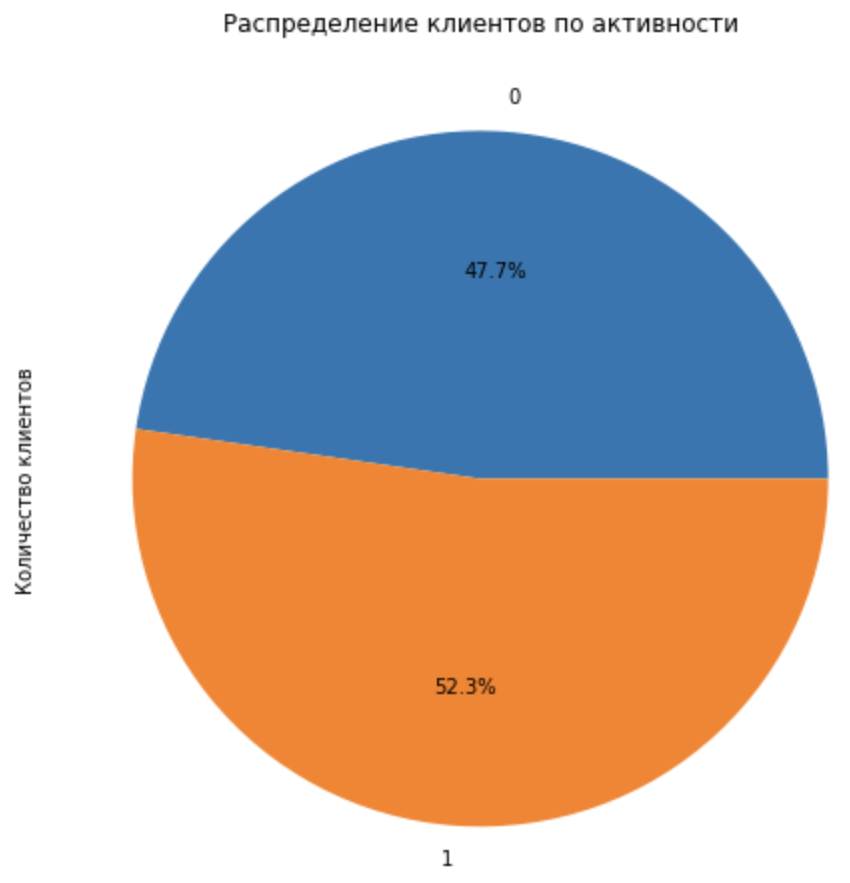 Распределение клиентов по активности
0
47.7%
Количество клиентов
52.3%
1